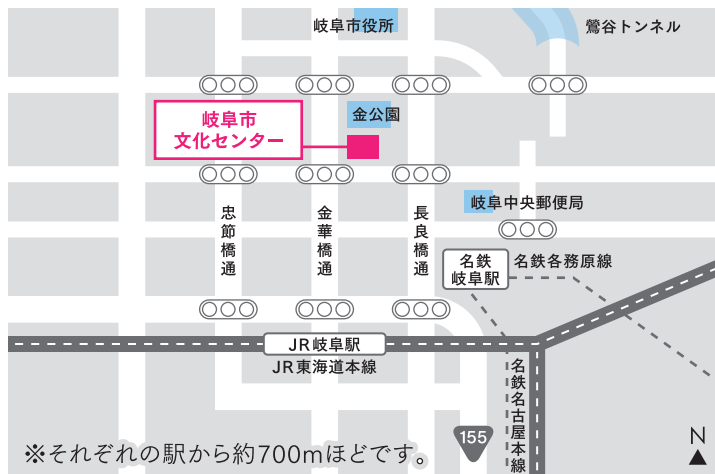 岐阜市役所
鶯谷トンネル
金公園
岐阜市
文化センター
岐阜中央郵便局
忠節橋通
金華橋通
長良橋通
名鉄
岐阜駅
名鉄各務原線
JR岐阜駅
JR東海道本線
名鉄名古屋本線
155
N
※それぞれの駅から約700mほどです。